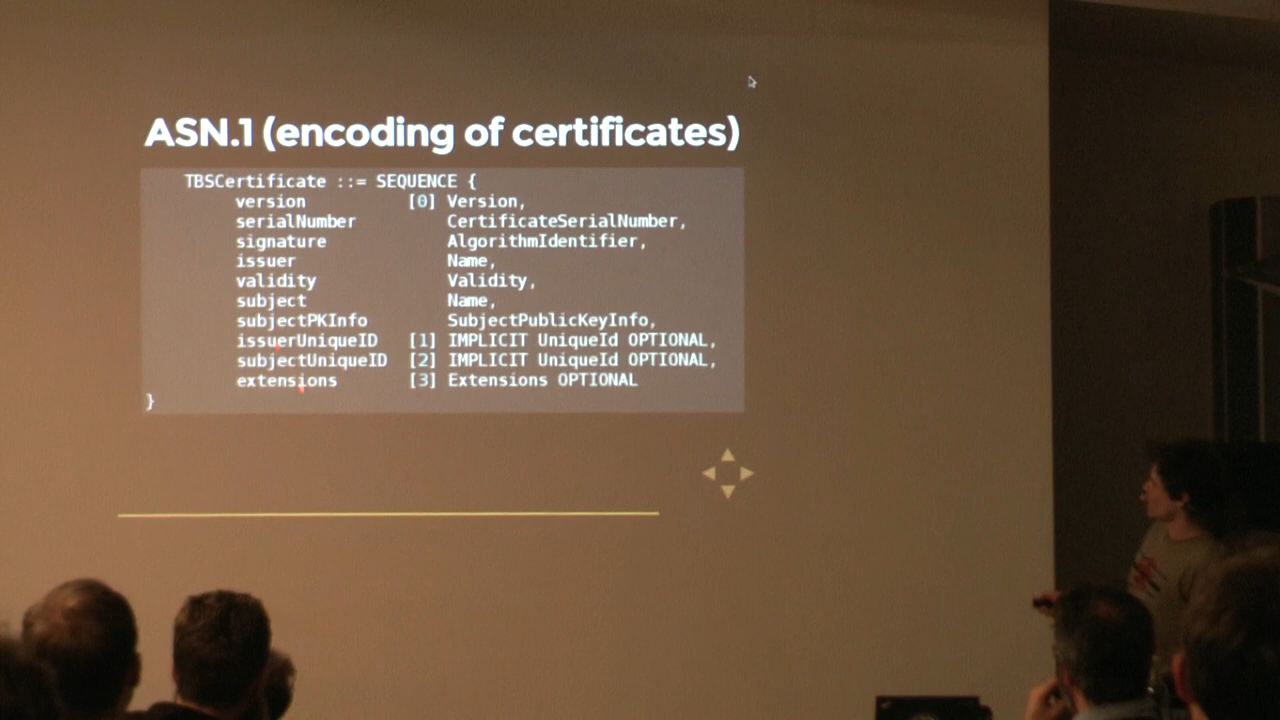 ASN.1 (encoding of certificates)
TBSCertificate ::= SEQUENCE {
version [0] Version,
serialNumber CertificateSerialNumber,
signature AlgorithmIdentifier,
issuer Name,
validity Validity,
subject Name,
subjectPKInfo SubjectPublicKeyInfo,
issuerUniqueID [1] IMPLICIT UniqueId OPTIONAL,
subjectUniqueID [2] IMPLICIT UniqueId OPTIONAL,
extensions [3] Extensions OPTIONAL
}